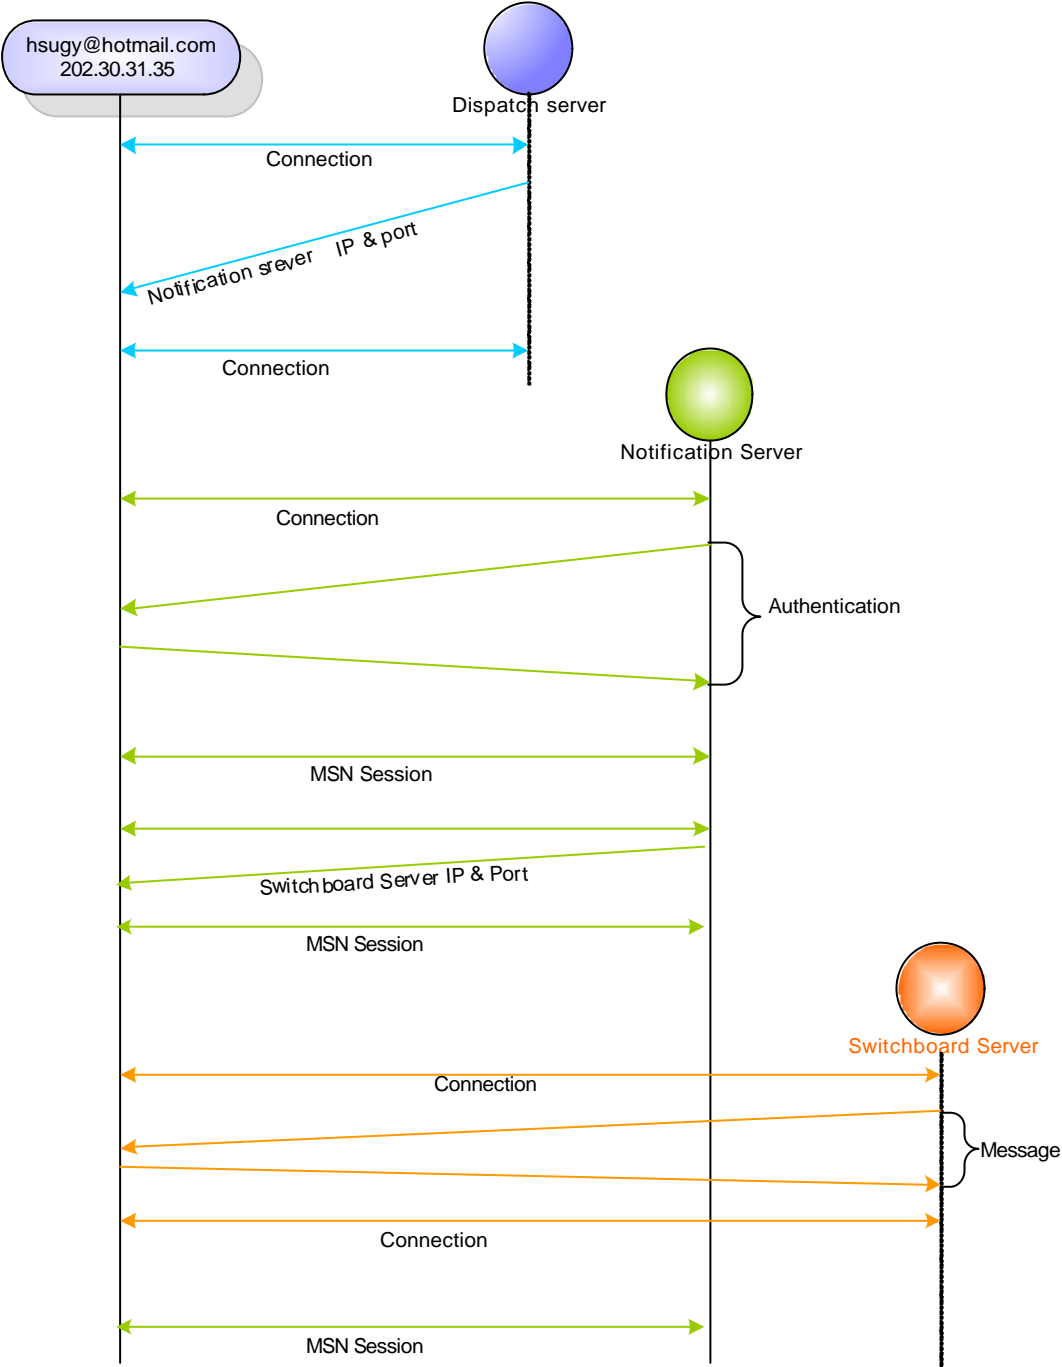 hsugy@hotmail.com
202.30.31.35
Dispatch server
Connection
Notification srever IP & port
Connection
Notification Server
Connection
Authentication
MSN Session
Switchboard Server IP & Port
MSN Session
Switchboard Server
Connection
Message
Connection
MSN Session